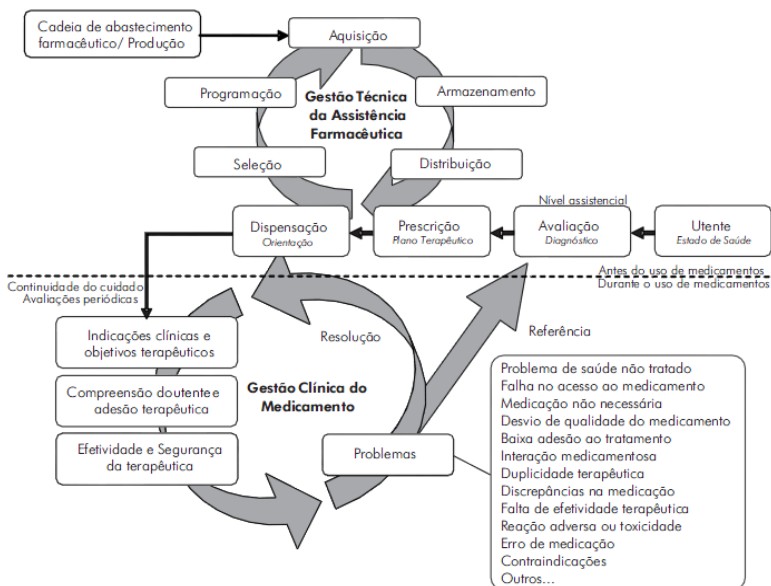 Cadeia de abastecimento
farmacêutico/ Produção
Aquisição
Programação
Gestão Técnica
da Assistência
Farmacêutica
Armazenamento
Seleção
Distribuição
Nível assistencial
Dispensação
Orientação
Prescrição
Plano Terapêutico
Avaliação
Diagnóstico
Utente
Estado de Saúde
Antes do uso de medicamentos
Durante o uso de medicamentos
Continuidade do cuidado
Avaliações periódicas
Indicações clínicas e
objetivos terapêuticos
Resolução
Referência
Compreensão doutente e
adesão terapêutica
Gestão Clínica do
Medicamento
Efetividade e Segurança
da terapêutica
Problemas
Problema de saúde não tratado
Falha no acesso ao medicamento
Medicação não necessária
Desvio de qualidade do medicamento
Baixa adesão ao tratamento
Interação medicamentosa
Duplicidade terapêutica
Discrepâncias na medicação
Falta de efetividade terapêutica
Reação adversa ou toxicidade
Erro de medicação
Contraindicações
Outros...